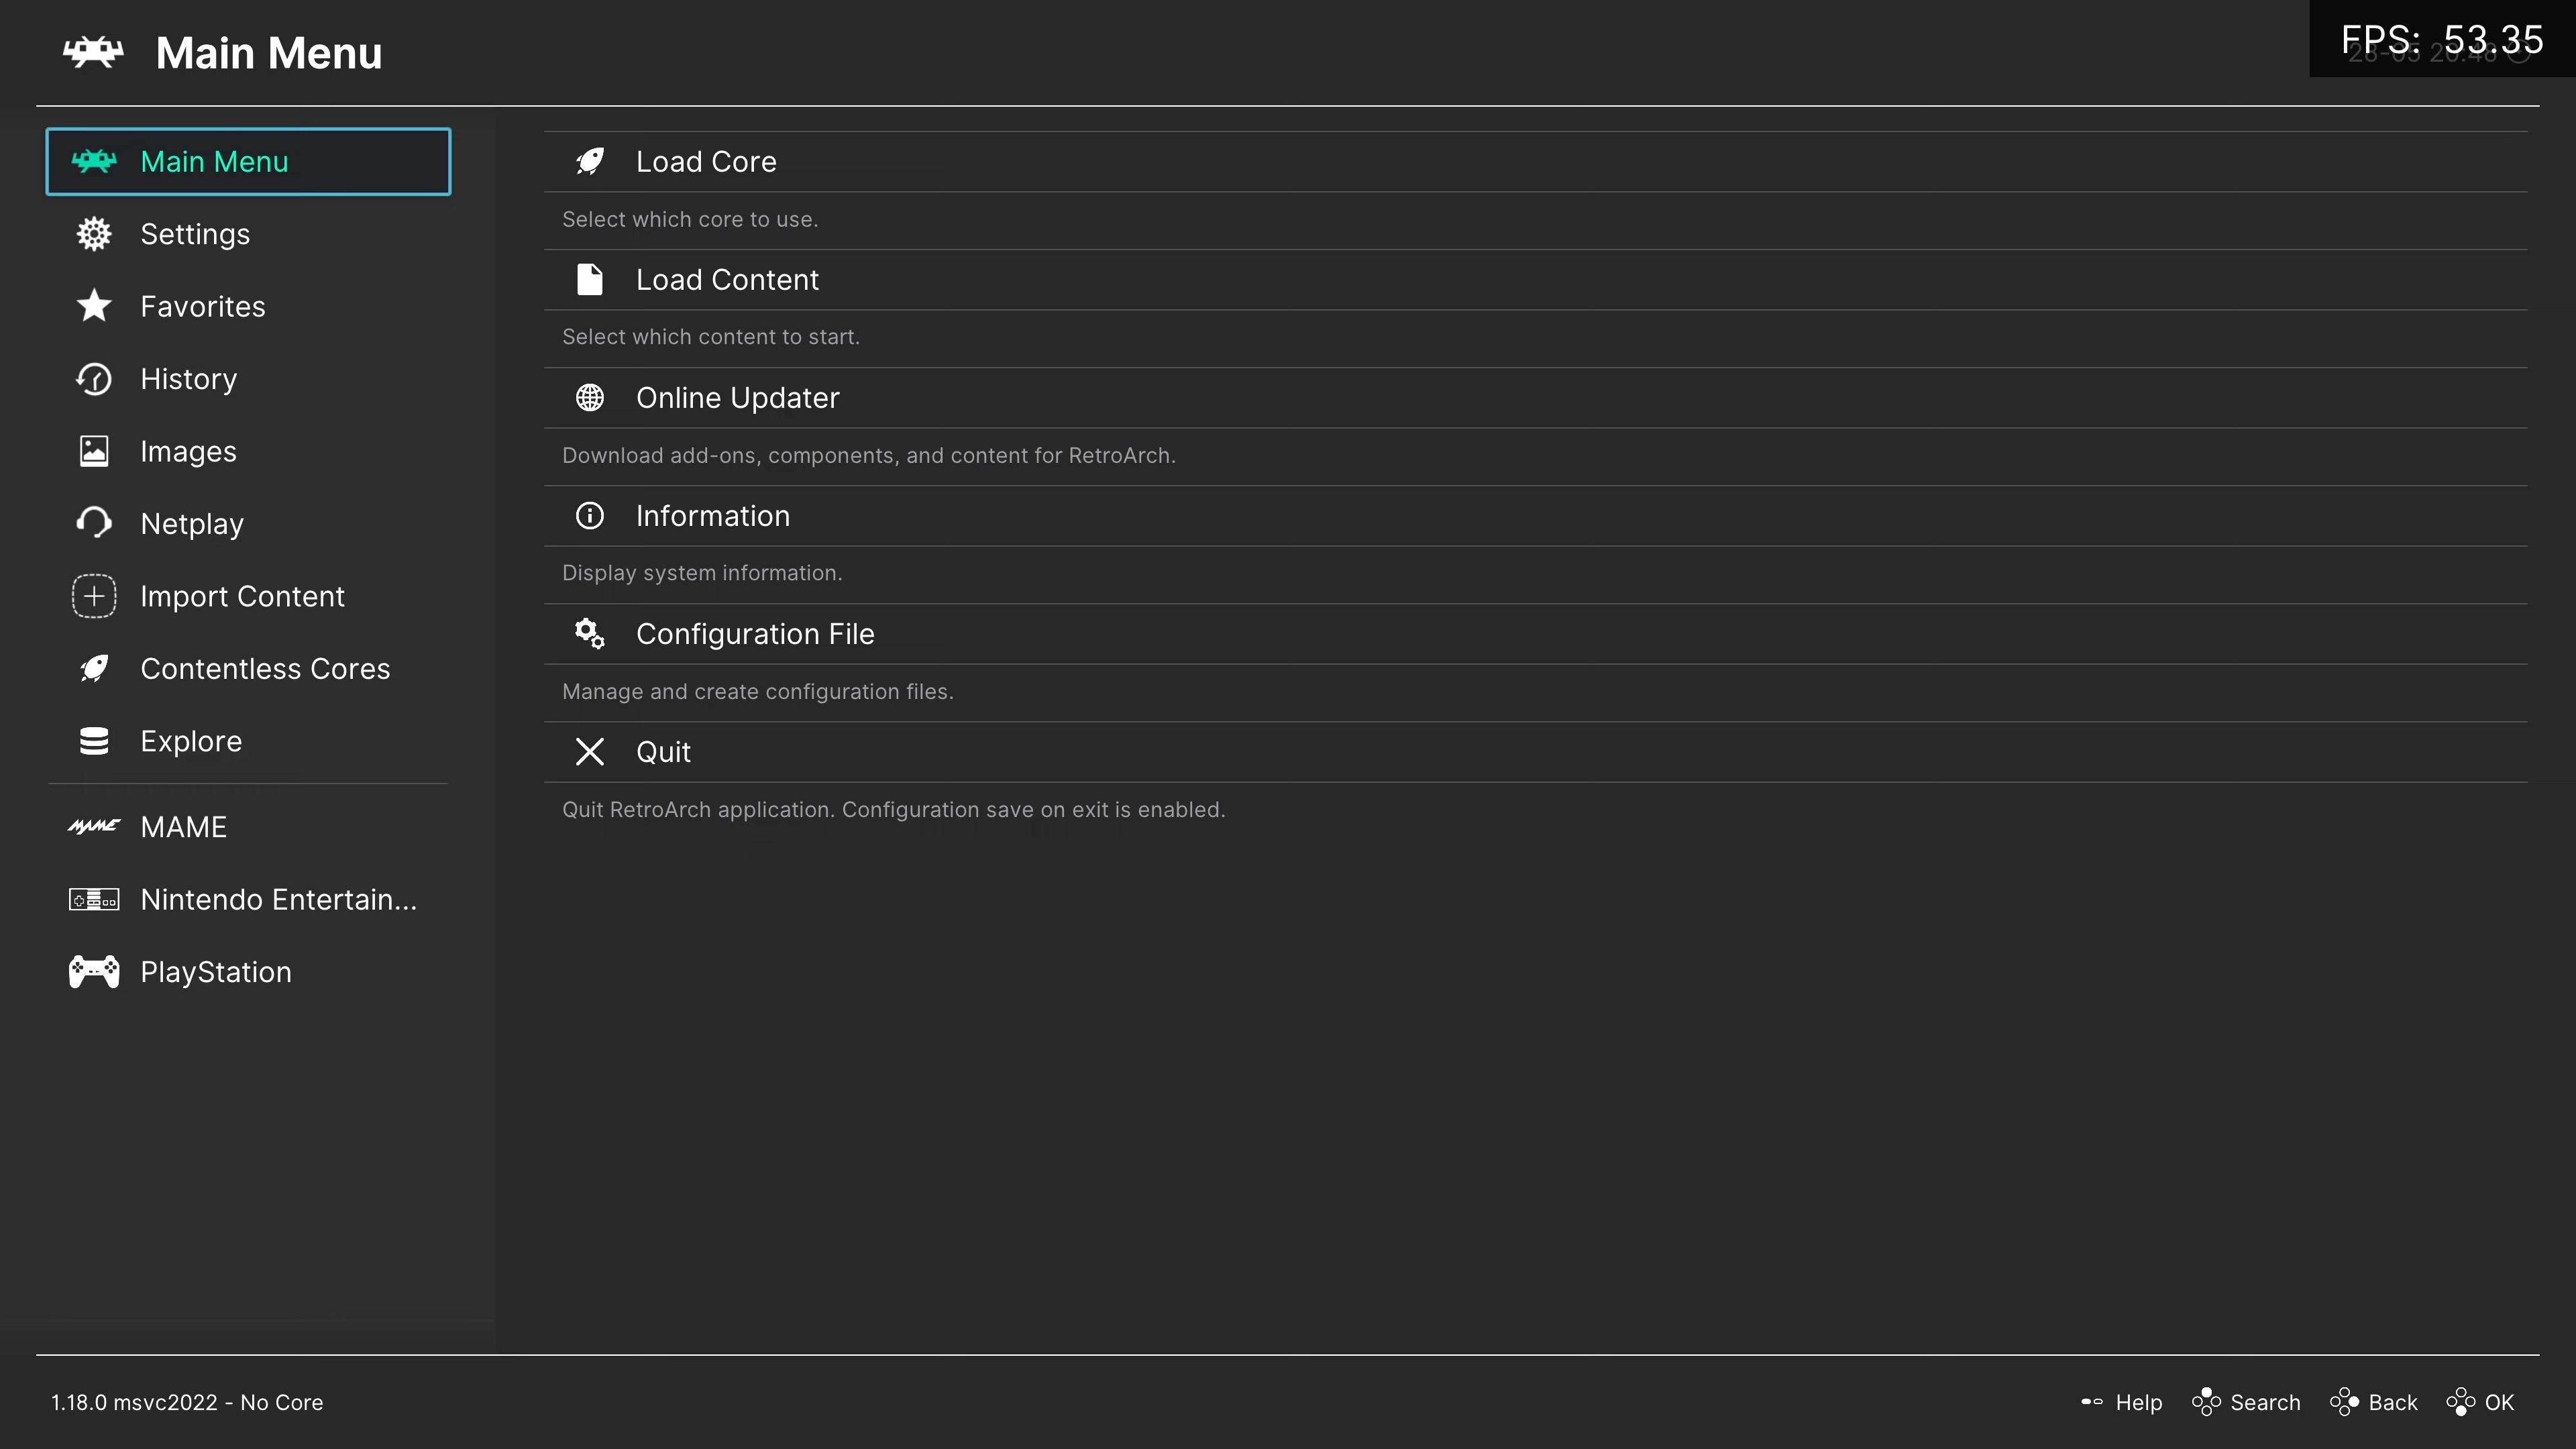 Main Menu
FPS: 53.35
28-05 20:48
Main Menu
Settings
Favorites
History
Images
Netplay
Import Content
Contentless Cores
Explore
MAME
Nintendo Entertain...
PlayStation
Load Core
Select which core to use.
Load Content
Select which content to start.
Online Updater
Download add-ons, components, and content for RetroArch.
Information
Display system information.
Configuration File
Manage and create configuration files.
Quit
Quit RetroArch application. Configuration save on exit is enabled.
1.18.0 msvc2022 - No Core
Help Search Back OK